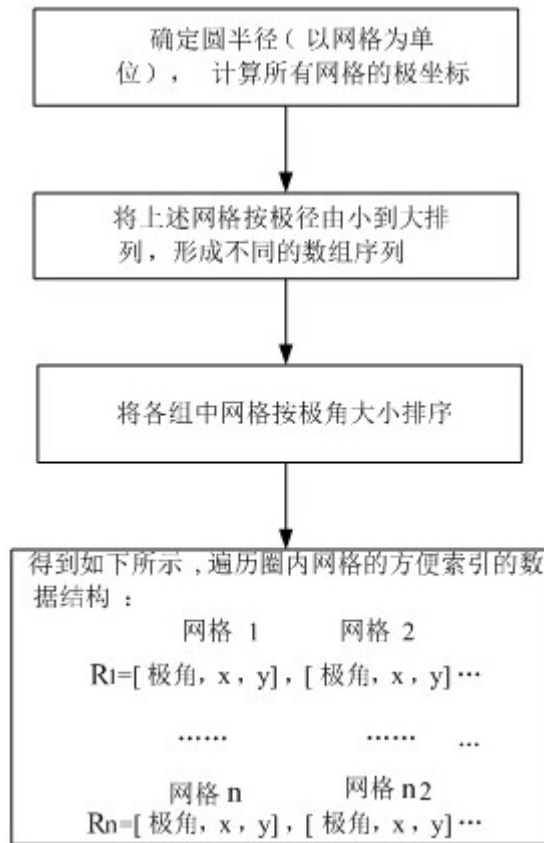 确定圆半径（以网格为单
位）， 计算所有网格的极坐标
将上述网格按极径由小到大排
列，形成不同的数组序列
将各组中网格按极角大小排序
得到如下所示，遍历圈内网格的方便索引的数
据结构：
网格 1 网格 2
R1=[ 极角，x，y]，[ 极角，x，y]…
…… …… …
网格 n 网格 n2
Rn=[ 极角，x，y]，[ 极角，x，y]…